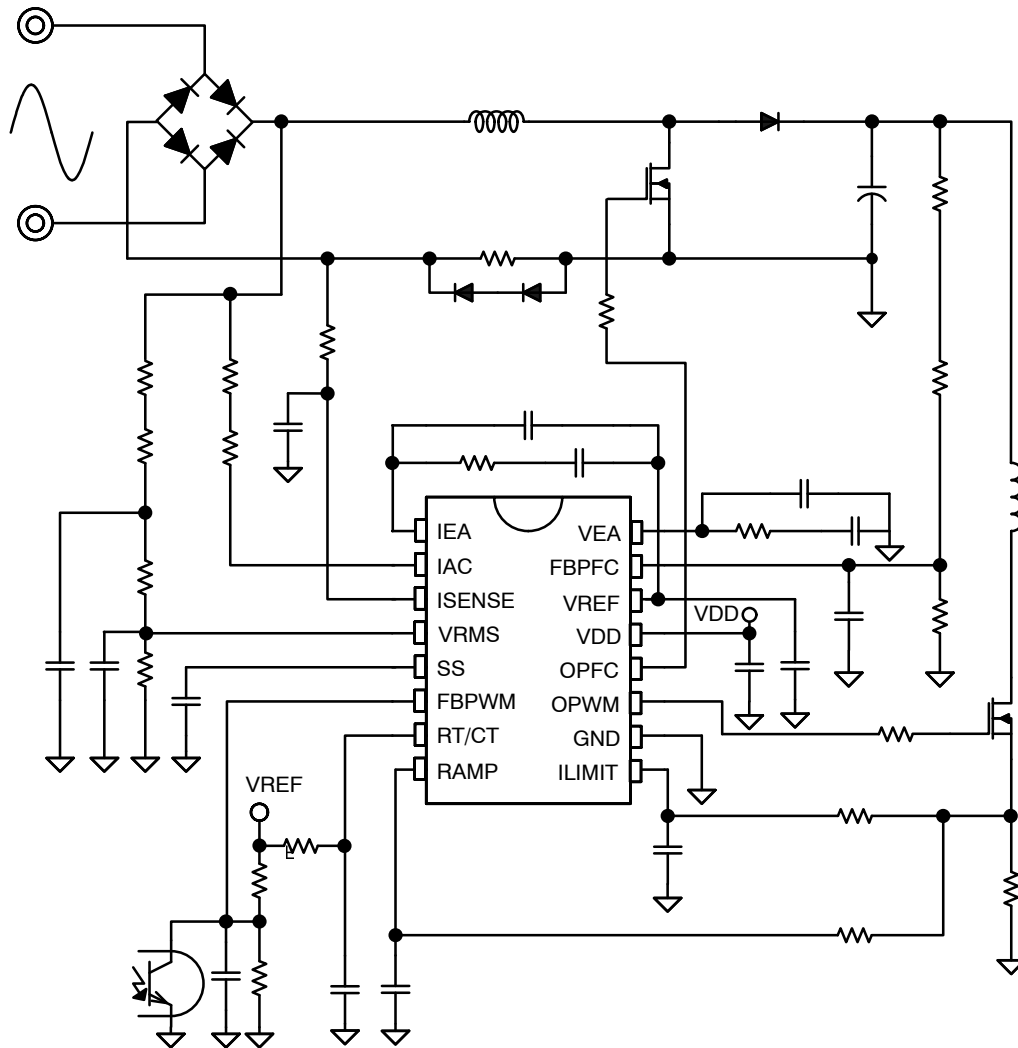 IEA
VEA
IAC
FBPFC
ISENSE
VREF
VDD
VRMS
VDD
SS
OPFC
FBPWM
OPWM
RT/CT
GND
RAMP
ILIMIT
VREF